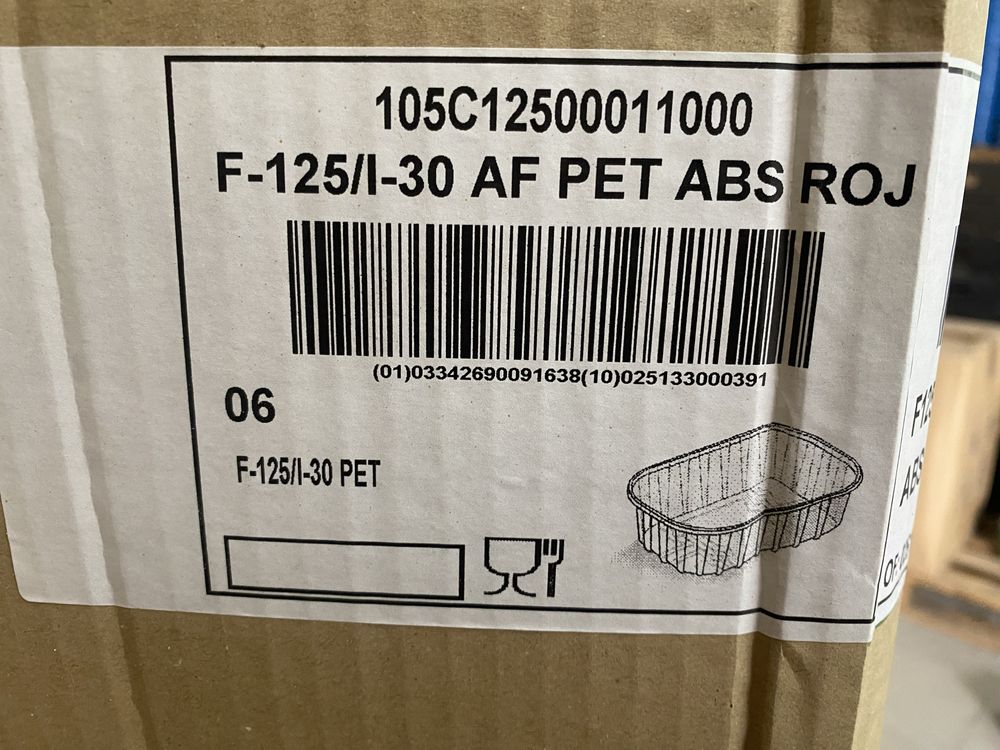 105C12500011000
F-125/I-30 AF PET ABS ROJ
(01)03342690091638(10)025133000391
06
F-125/I-30 PET